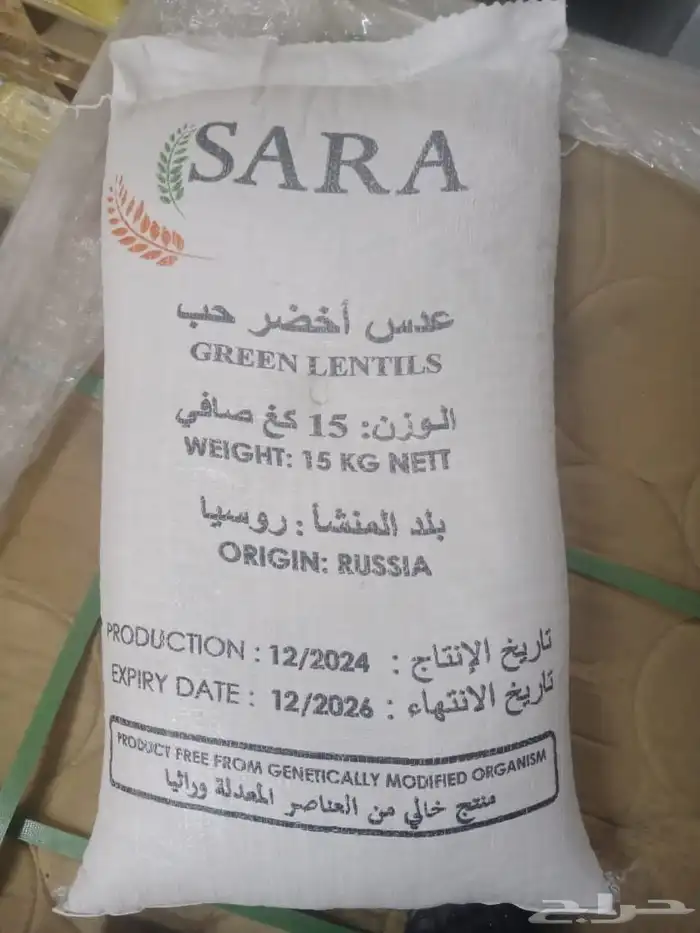 SARA
عدس أخضر حب
GREEN LENTILS
الوزن: 15 كغ صافي
WEIGHT: 15 KG NETT
بلد المنشأ : روسيا
ORIGIN: RUSSIA
PRODUCTION : 12/2024 : تاريخ الإنتاج
EXPIRY DATE : 12/2026 : تاريخ الانتهاء
PRODUCT FREE FROM GENETICALLY MODIFIED ORGANISM
منتج خالي من العناصر المعدلة وراثيا
حراج